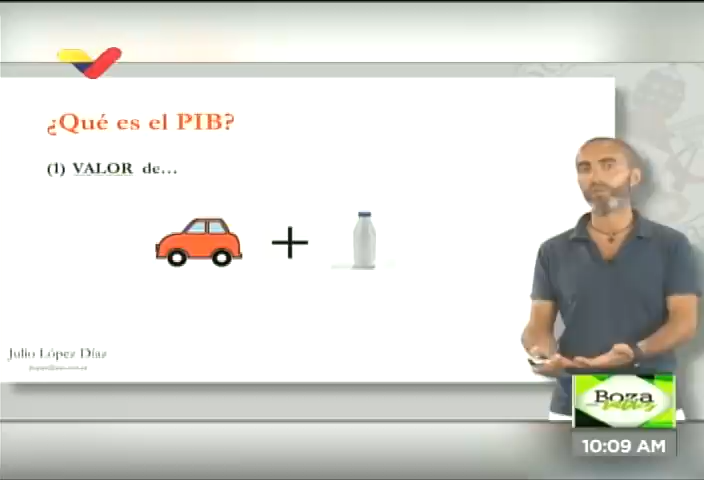 ¿Qué es el PIB?
(1) VALOR de...
Julio López Díaz
Boza
10:09 AM